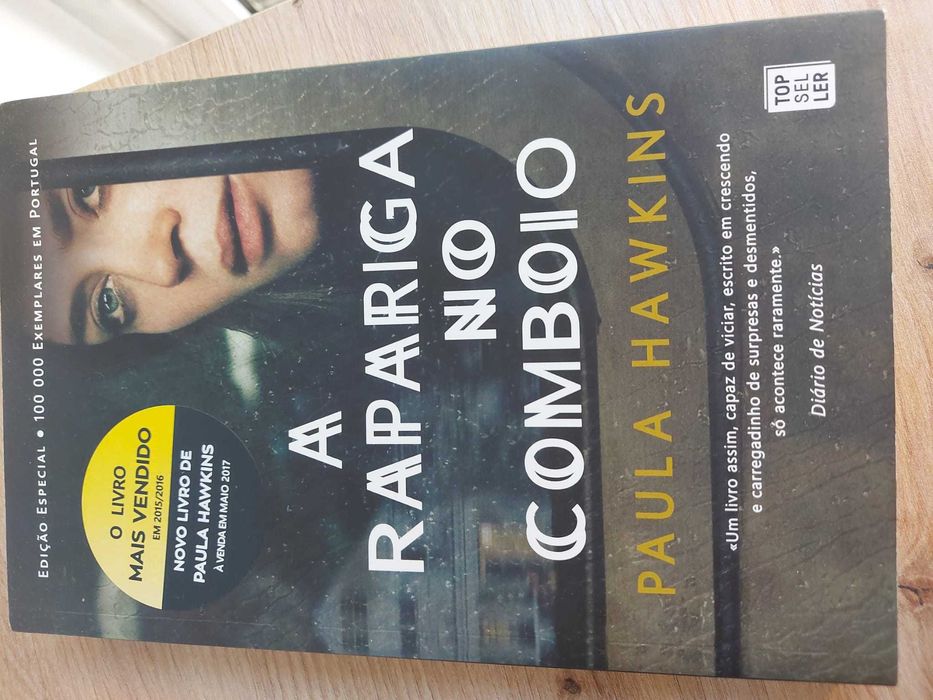 EDIÇÃO ESPECIAL • 100 000 EXEMPLARES EM PORTUGAL
O LIVRO
MAIS VENDIDO
EM 2015/2016
NOVO LIVRO DE
PAULA HAWKINS
À VENDA EM MAIO 2017
A
RAPARIGA
NO
COMBOIO
PAULA HAWKINS
«Um livro assim, capaz de viciar, escrito em crescendo
e carregadinho de surpresas e desmentidos,
só acontece raramente.»
Diário de Notícias
TOP
SEL
LER